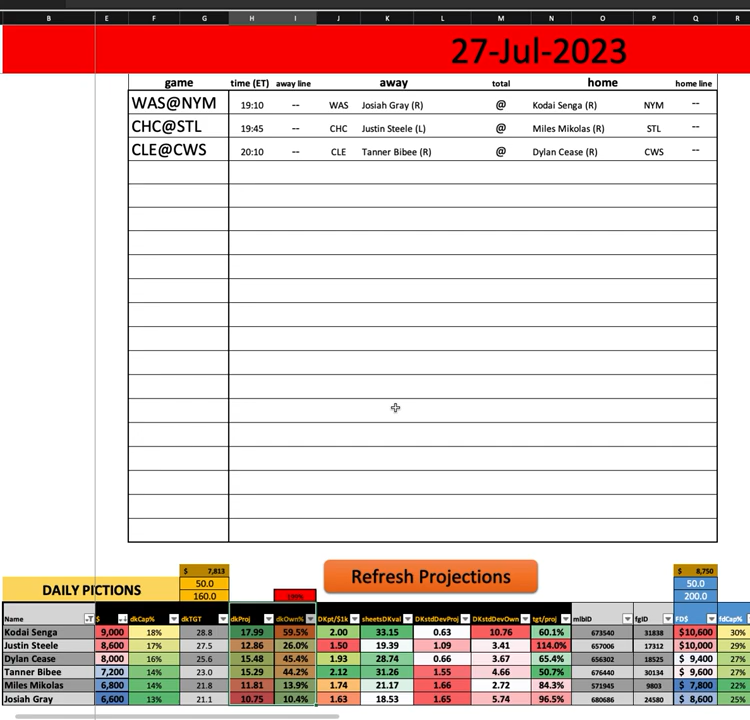 B E F G H I J K L M N O P Q R
27-Jul-2023
game time (ET) away line away total home home line
WAS@NYM 19:10 -- WAS Josiah Gray (R) @ Kodai Senga (R) NYM --
CHC@STL 19:45 -- CHC Justin Steele (L) @ Miles Mikolas (R) STL --
CLE@CWS 20:10 -- CLE Tanner Bibee (R) @ Dylan Cease (R) CWS --
Refresh Projections
$ 7,813 $ 8,750
DAILY PICTIONS 50.0 50.0
160.0 200.0
Name $ dkCap% dkTGT dkProj dkOwn% DKpt/$1k sheetsDKval DKstdDevProj DKstdDevOwn tgt/proj mlbID fgID FD$ fdCap%
Kodai Senga 9,000 18% 28.8 17.99 59.5% 2.00 33.15 0.63 10.76 60.1% 673540 31838 $10,600 30%
Justin Steele 8,600 17% 27.5 12.86 26.0% 1.50 19.39 1.09 3.41 114.0% 657006 17312 $10,000 29%
Dylan Cease 8,000 16% 25.6 15.48 45.4% 1.93 28.74 0.66 3.67 65.4% 656302 18525 $ 9,400 27%
Tanner Bibee 7,200 14% 23.0 15.29 44.2% 2.12 31.26 1.55 4.66 50.7% 676440 30134 $ 9,600 27%
Miles Mikolas 6,800 14% 21.8 11.81 13.9% 1.74 21.17 1.66 2.72 84.3% 571945 9803 $ 7,800 22%
Josiah Gray 6,600 13% 21.1 10.75 10.4% 1.63 18.53 1.65 5.74 96.5% 680686 24580 $ 8,600 25%